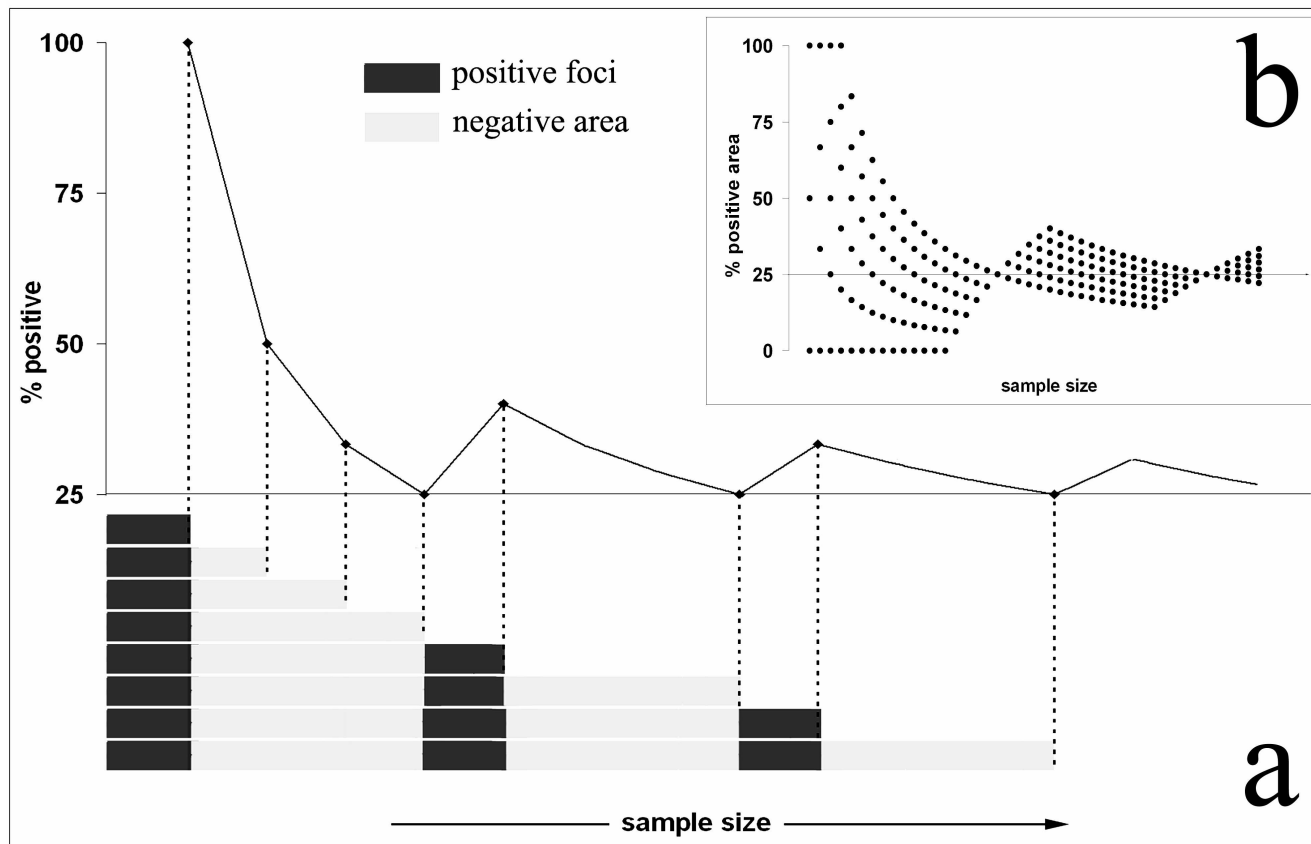 100
75
50
25
% positive
positive foci
negative area
sample size
a
100
75
50
25
0
% positive area
sample size
b